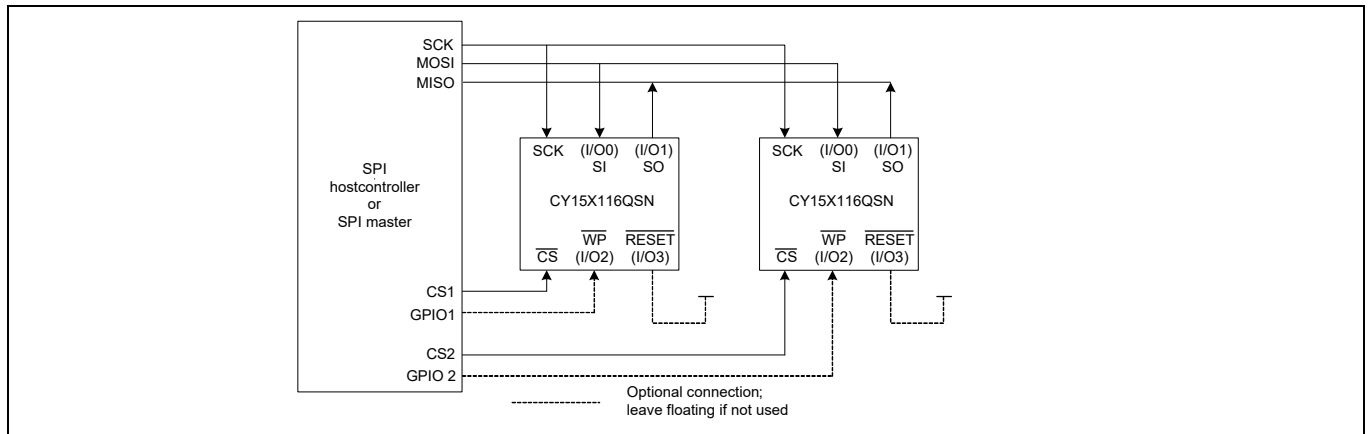 SCK
MOSI
MISO
SPI
hostcontroller
or
SPI master
CS1
GPIO1
CS2
GPIO 2
SCK (I/O0) (I/O1)
SI SO
CY15X116QSN
WP RESET
CS (I/O2) (I/O3)
SCK (I/O0) (I/O1)
SI SO
CY15X116QSN
WP RESET
CS (I/O2) (I/O3)
Optional connection;
leave floating if not used